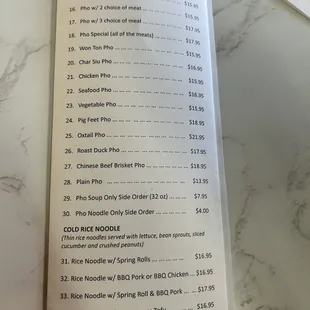 $15.95
16. Pho w/ 2 choice of meat ... $15.95
17. Pho w/ 3 choice of meat ... $17.95
18. Pho Special (all of the meats) ... $17.95
19. Won Ton Pho ... $15.95
20. Char Siu Pho ... $16.95
21. Chicken Pho ... $15.95
22. Seafood Pho ... $16.95
23. Vegetable Pho ... $15.95
24. Pig Feet Pho ... $18.95
25. Oxtail Pho ... $21.95
26. Roast Duck Pho ... $17.95
27. Chinese Beef Brisket Pho ... $18.95
28. Plain Pho ... $13.95
29. Pho Soup Only Side Order (32 oz) ... $7.95
30. Pho Noodle Only Side Order ... $4.00
COLD RICE NOODLE
(Thin rice noodles served with lettuce, bean sprouts, sliced
cucumber and crushed peanuts)
31. Rice Noodle w/ Spring Rolls ... $16.95
32. Rice Noodle w/ BBQ Pork or BBQ Chicken ... $16.95
33. Rice Noodle w/ Spring Roll & BBQ Pork ... $17.95
Tofu ... $16.95